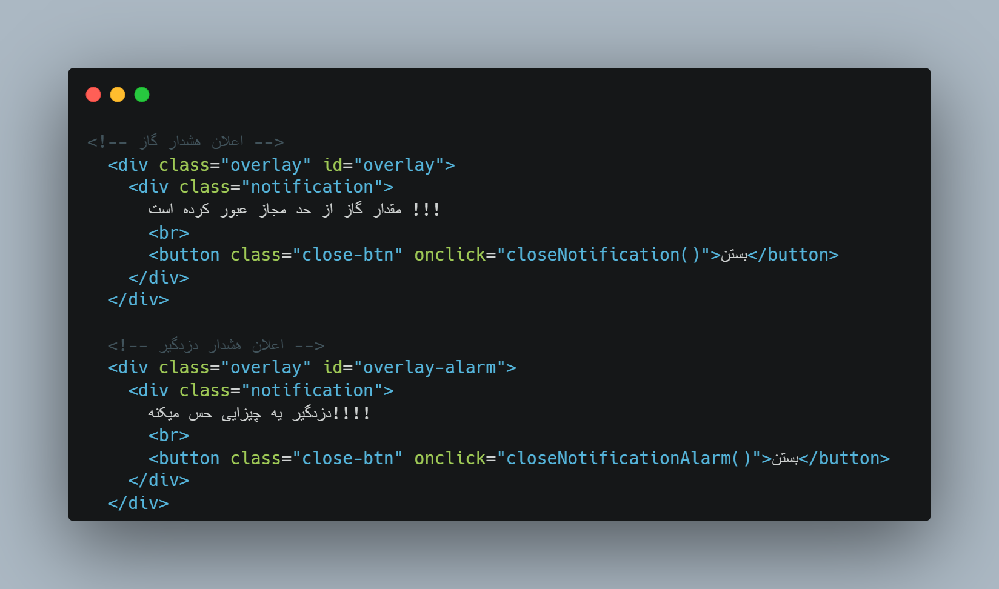 <!-- اعلان هشدار گاز -->
<div class="overlay" id="overlay">
<div class="notification">
مقدار گاز از حد مجاز عبور کرده است !!!
<br>
<button class="close-btn" onclick="closeNotification()">بستن</button>
</div>
</div>
<!-- اعلان هشدار دزدگیر -->
<div class="overlay" id="overlay-alarm">
<div class="notification">
دزدگیر یه چیزایی حس میکنه!!!!
<br>
<button class="close-btn" onclick="closeNotificationAlarm()">بستن</button>
</div>
</div>